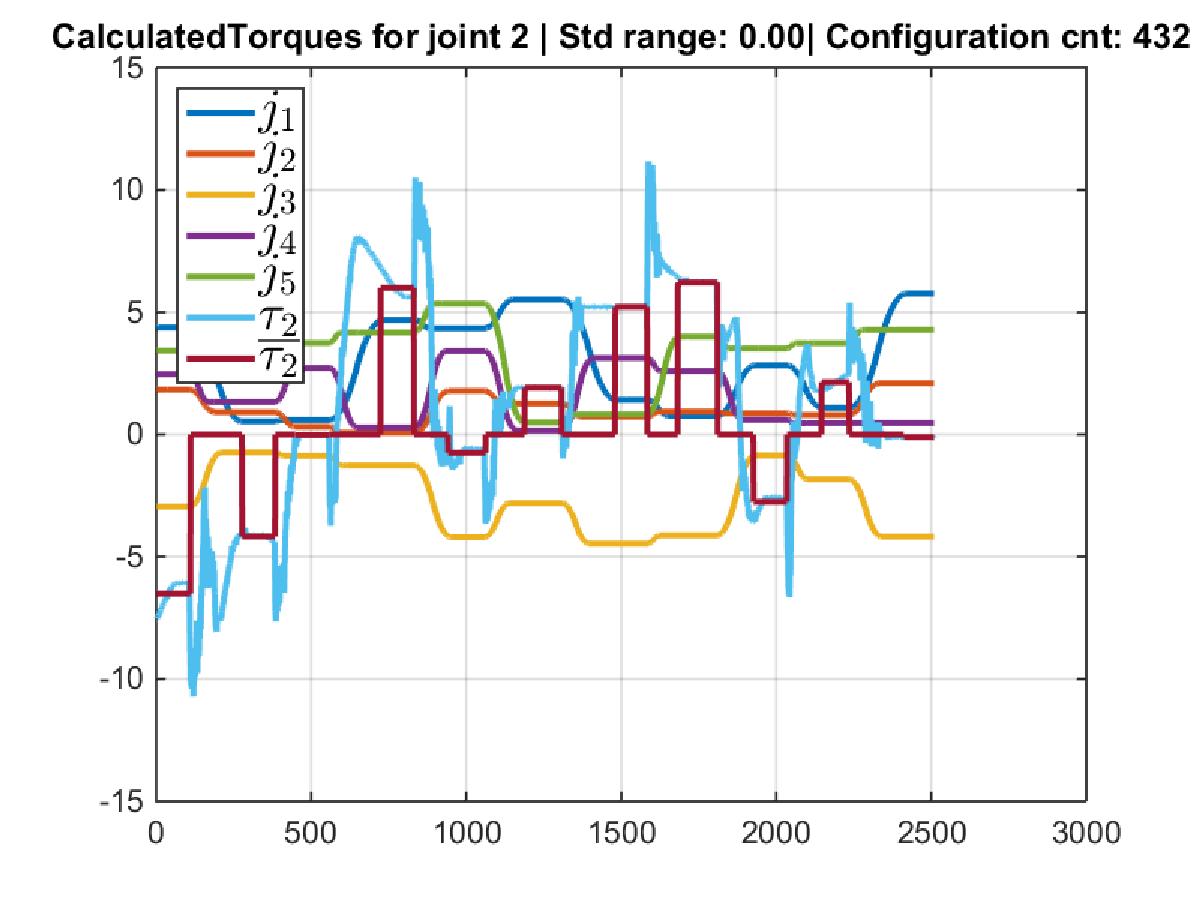 CalculatedTorques for joint 2 | Std range: 0.00| Configuration cnt: 432
15
10
5
0
-5
-10
-15
j1
j2
j3
j4
j5
τ2
τ2
0 500 1000 1500 2000 2500 3000